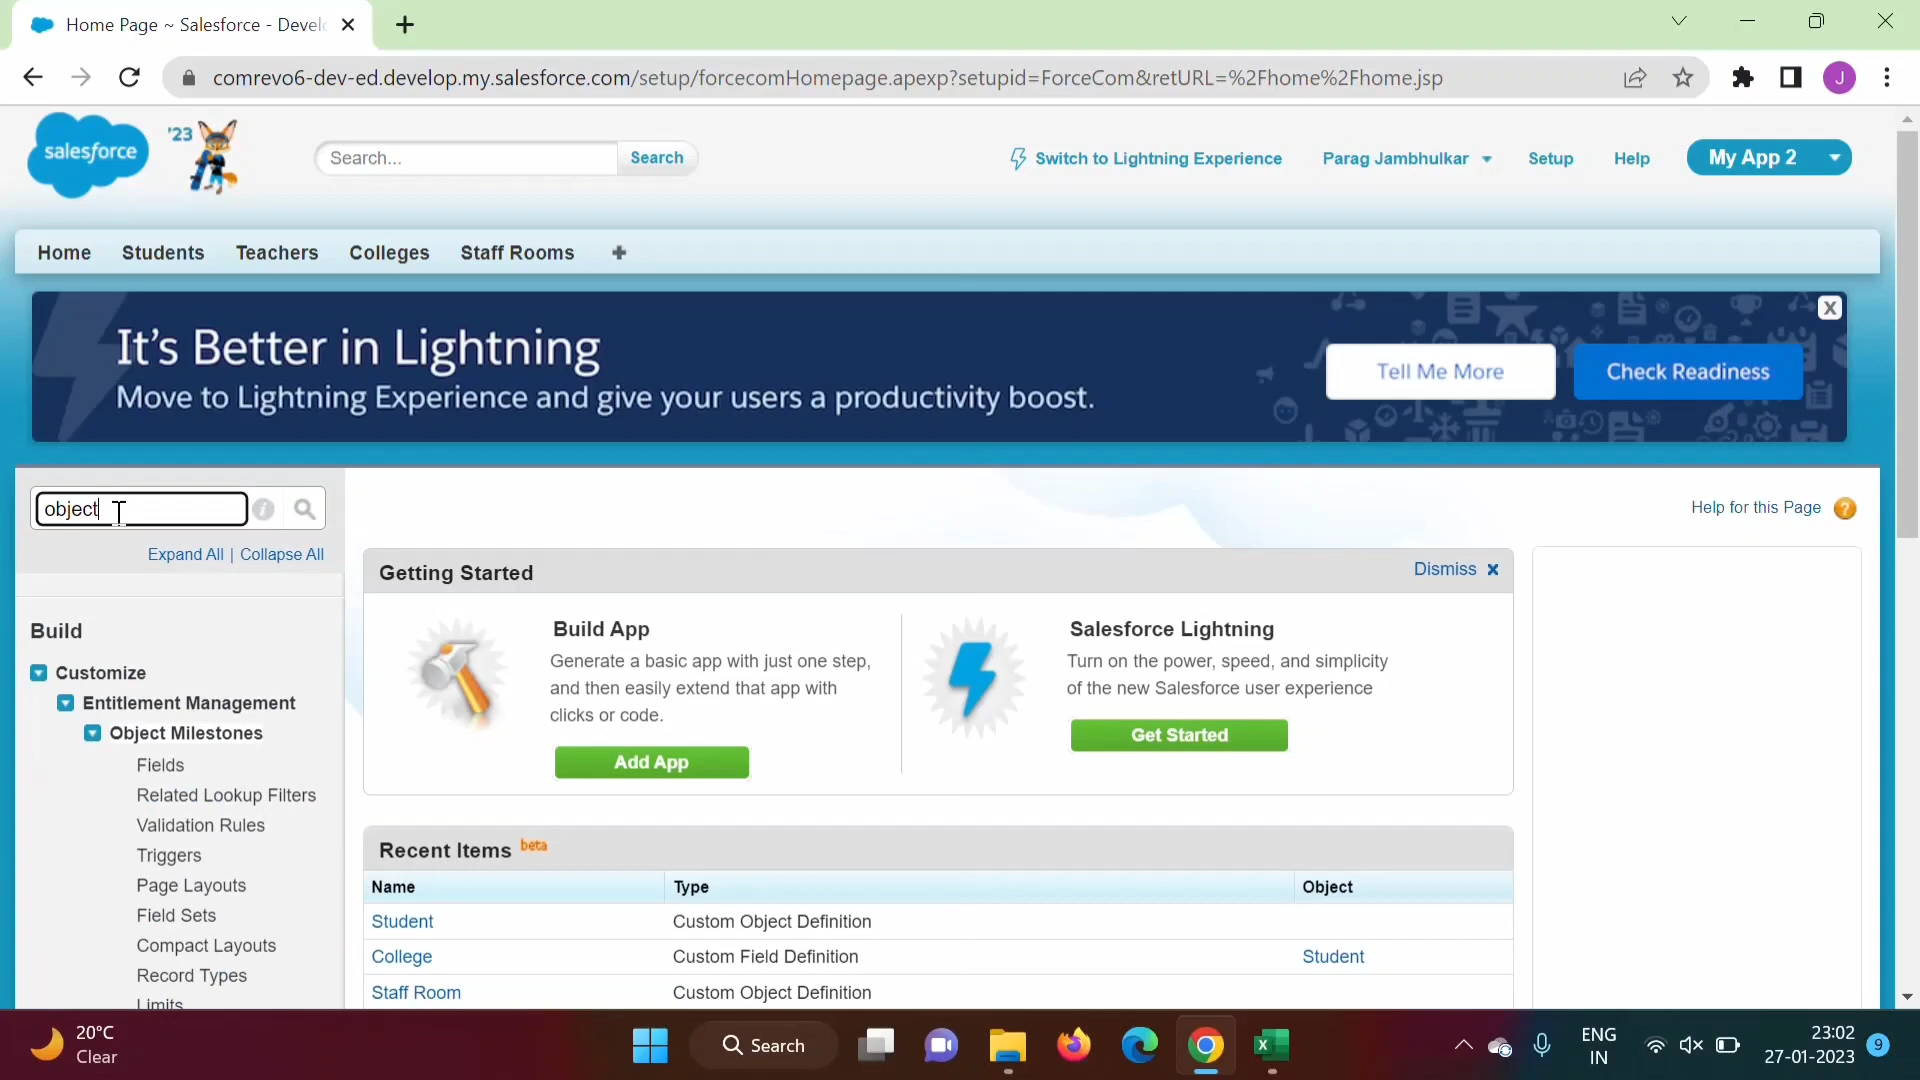 Home Page ~ Salesforce - Devel
comrevo6-dev-ed.develop.my.salesforce.com/setup/forcecomHomepage.apexp?setupid=ForceCom&retURL=%2Fhome%2Fhome.jsp
J
salesforce
'23
Search...
Search
Switch to Lightning Experience
Parag Jambhulkar
Setup
Help
My App 2
Home
Students
Teachers
Colleges
Staff Rooms
It's Better in Lightning
Move to Lightning Experience and give your users a productivity boost.
Tell Me More
Check Readiness
X
object
Expand All | Collapse All
Help for this Page
Build
Customize
Entitlement Management
Object Milestones
Fields
Related Lookup Filters
Validation Rules
Triggers
Page Layouts
Field Sets
Compact Layouts
Record Types
Limits
Getting Started
Dismiss
Build App
Generate a basic app with just one step,
and then easily extend that app with
clicks or code.
Add App
Salesforce Lightning
Turn on the power, speed, and simplicity
of the new Salesforce user experience
Get Started
Recent Items beta
Name Type Object
Student Custom Object Definition
College Custom Field Definition Student
Staff Room Custom Object Definition
20°C
Clear
Search
ENG
IN
23:02
27-01-2023
9